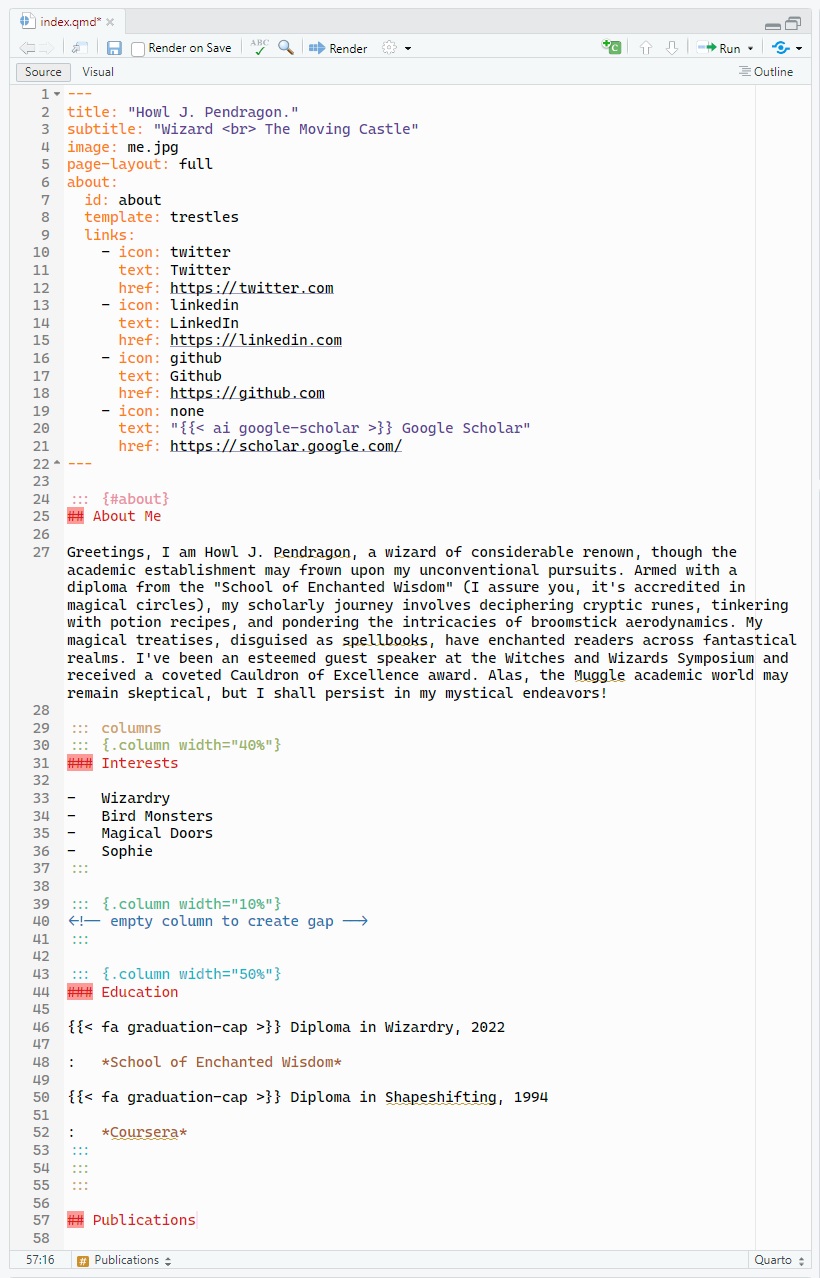 index.qmd*
Render on Save
ABC
Render
Run
Source
Visual
Outline
1 ---
2 title: "Howl J. Pendragon."
3 subtitle: "Wizard <br> The Moving Castle"
4 image: me.jpg
5 page-layout: full
6 about:
7   id: about
8   template: trestles
9   links:
10     - icon: twitter
11       text: Twitter
12       href: https://twitter.com
13     - icon: linkedin
14       text: LinkedIn
15       href: https://linkedin.com
16     - icon: github
17       text: Github
18       href: https://github.com
19     - icon: none
20       text: "{{< ai google-scholar >}} Google Scholar"
21       href: https://scholar.google.com/
22 ---
23
24 ::: {#about}
25 ## About Me
26
27 Greetings, I am Howl J. Pendragon, a wizard of considerable renown, though the
academic establishment may frown upon my unconventional pursuits. Armed with a
diploma from the "School of Enchanted Wisdom" (I assure you, it's accredited in
magical circles), my scholarly journey involves deciphering cryptic runes, tinkering
with potion recipes, and pondering the intricacies of broomstick aerodynamics. My
magical treatises, disguised as spellbooks, have enchanted readers across fantastical
realms. I've been an esteemed guest speaker at the Witches and Wizards Symposium and
received a coveted Cauldron of Excellence award. Alas, the Muggle academic world may
remain skeptical, but I shall persist in my mystical endeavors!
28
29 ::: columns
30 ::: {.column width="40%"}
31 ### Interests
32
33 -   Wizardry
34 -   Bird Monsters
35 -   Magical Doors
36 -   Sophie
37 :::
38
39 ::: {.column width="10%"}
40 <!-- empty column to create gap -->
41 :::
42
43 ::: {.column width="50%"}
44 ### Education
45
46 {{< fa graduation-cap >}} Diploma in Wizardry, 2022
47
48 :   *School of Enchanted Wisdom*
49
50 {{< fa graduation-cap >}} Diploma in Shapeshifting, 1994
51
52 :   *Coursera*
53 :::
54 :::
55 :::
56
57 ## Publications
58
57:16
# Publications
Quarto